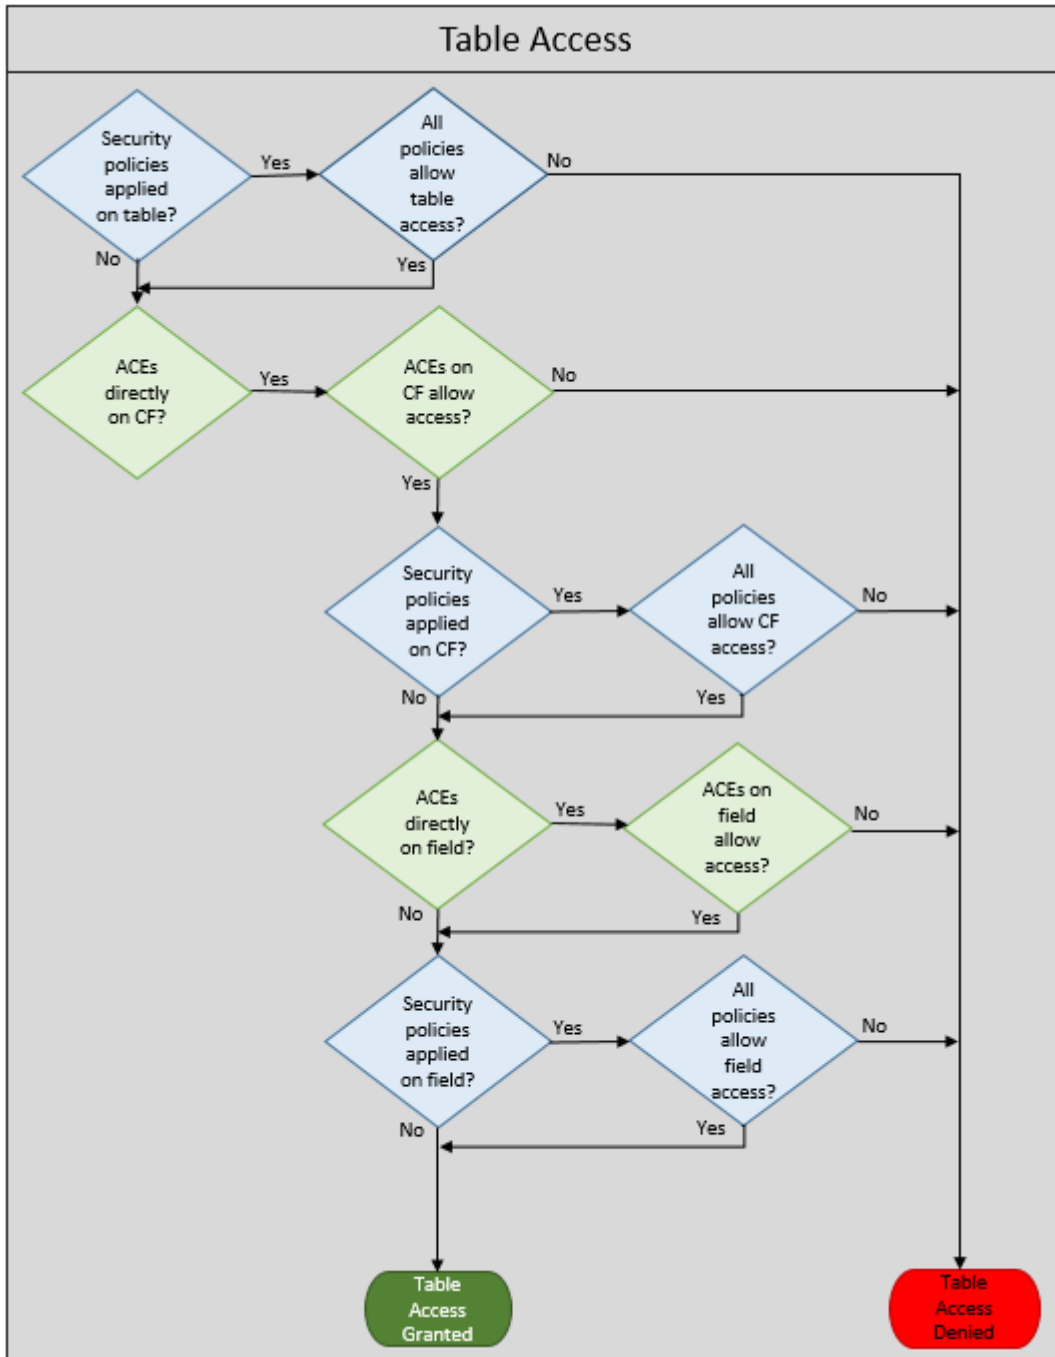 Table Access
Security
policies
applied
on table?
Yes
All
policies
allow
table
access?
No
No
Yes
ACEs
directly
on CF?
Yes
ACEs on
CF allow
access?
No
Yes
Security
policies
applied
on CF?
Yes
All
policies
allow CF
access?
No
No
Yes
ACEs
directly
on field?
Yes
ACEs on
field
allow
access?
No
No
Yes
Security
policies
applied
on field?
Yes
All
policies
allow
field
access?
No
No
Yes
Table
Access
Granted
Table
Access
Denied